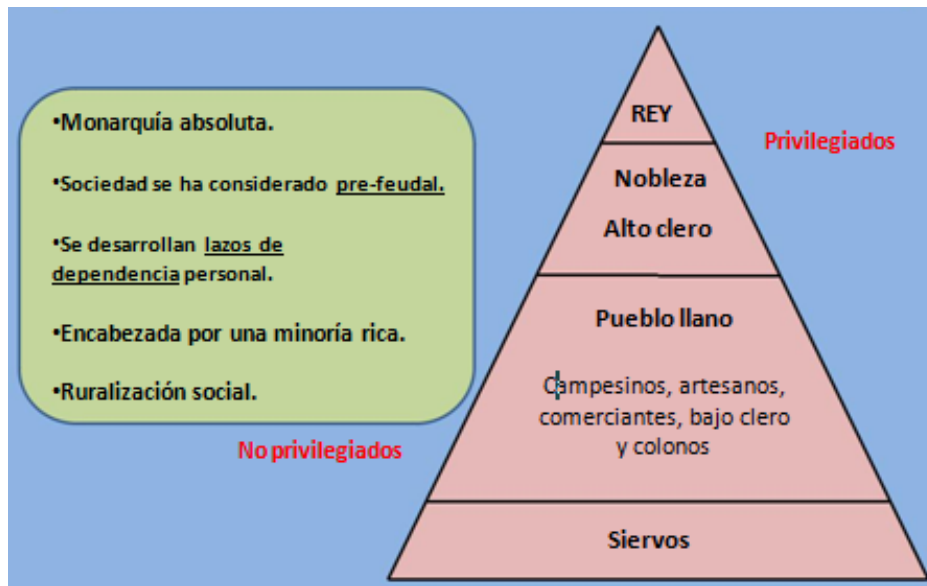 •Monarquía absoluta.
•Sociedad se ha considerado pre-feudal.
•Se desarrollan lazos de
dependencia personal.
•Encabezada por una minoría rica.
•Ruralización social.
No privilegiados
REY
Privilegiados
Nobleza
Alto clero
Pueblo llano
Campesinos, artesanos,
comerciantes, bajo clero
y colonos
Siervos